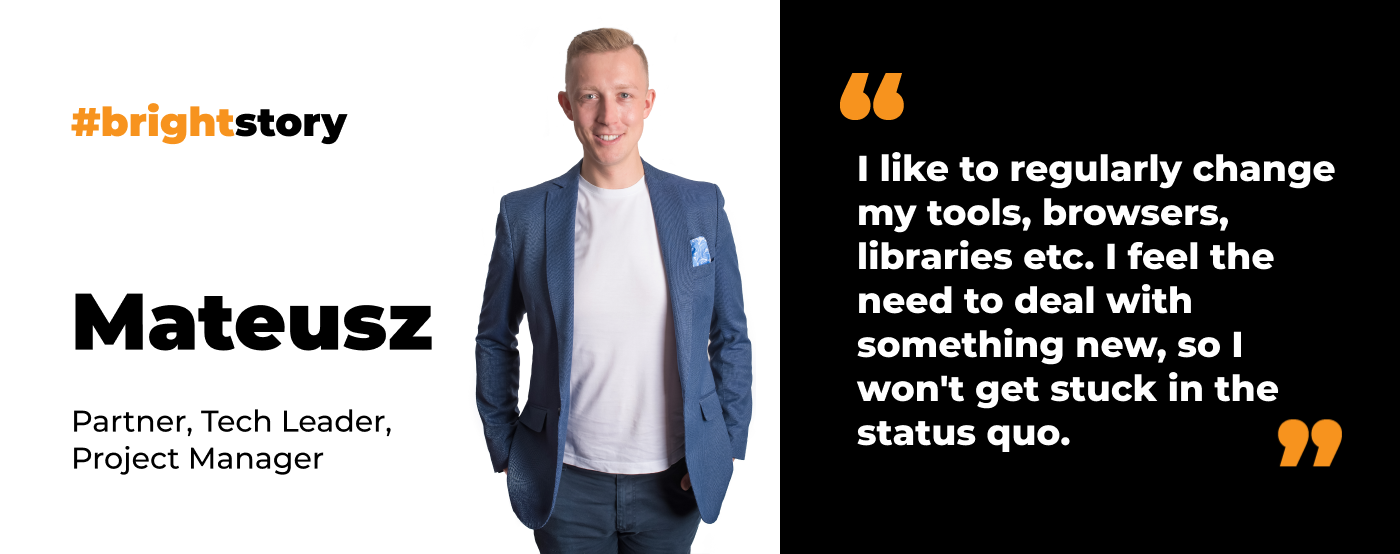 #brightstory
Mateusz
Partner, Tech Leader,
Project Manager
“
I like to regularly change
my tools, browsers,
libraries etc. I feel the
need to deal with
something new, so I
won't get stuck in the
status quo.
”